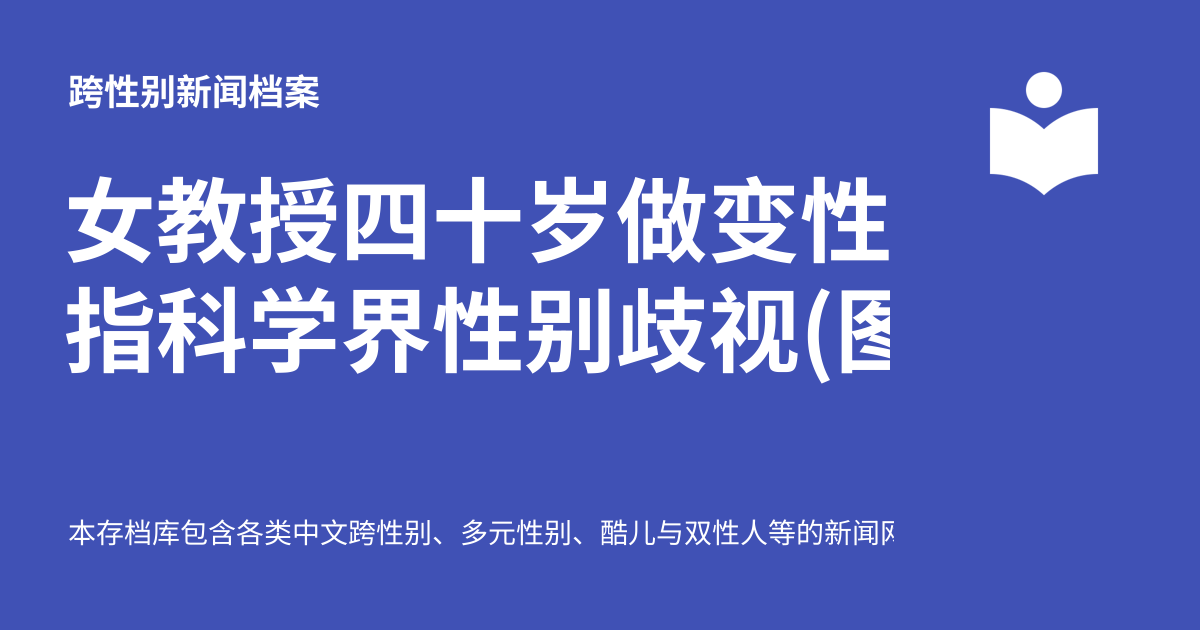 跨性别新闻档案
女教授四十岁做变性
指科学界性别歧视(图
本存档库包含各类中文跨性别、多元性别、酷儿与双性人等的新闻网